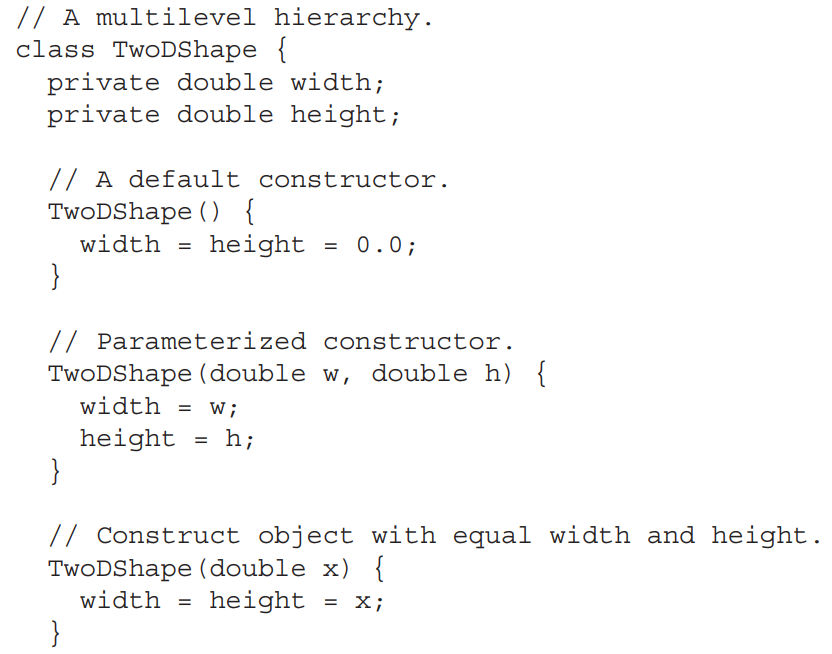 // A multilevel hierarchy.
class TwoDShape {
  private double width;
  private double height;

  // A default constructor.
  TwoDShape() {
    width = height = 0.0;
  }

  // Parameterized constructor.
  TwoDShape(double w, double h) {
    width = w;
    height = h;
  }

  // Construct object with equal width and height.
  TwoDShape(double x) {
    width = height = x;
  }